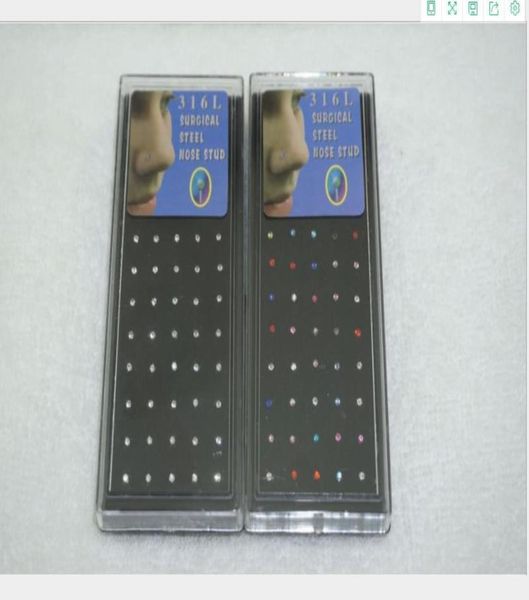 316L
SURGICAL
STEEL
NOSE STUD
316L
SURGICAL
STEEL
NOSE STUD